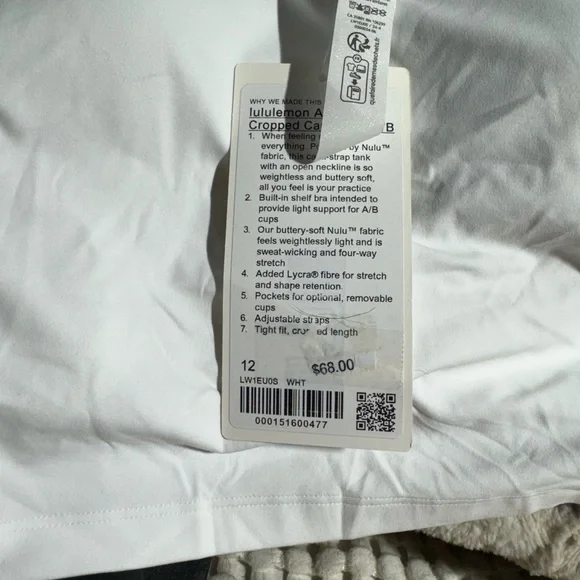 WHY WE MADE THIS
lululemon A
Cropped Ca B
1. When feeling
everything. by Nulu™
fabric, this -strap tank
with an open neckline is so
weightless and buttery soft,
all you feel is your practice
2. Built-in shelf bra intended to
provide light support for A/B
cups
3. Our buttery-soft Nulu™ fabric
feels weightlessly light and is
sweat-wicking and four-way
stretch
4. Added Lycra® fibre for stretch
and shape retention.
5. Pockets for optional, removable
cups
6. Adjustable straps
7. Tight fit, cropped length
12
$68.00
LW1EU0S WHT
000151600477